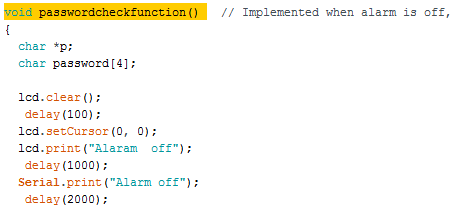 void passwordcheckfunction()   // Implemented when alarm is off,
{
  char *p;
  char password[4];

  lcd.clear();
   delay(100);
  lcd.setCursor(0, 0);
  lcd.print("Alaram  off");
   delay(1000);
  Serial.print("Alarm off");
   delay(2000);